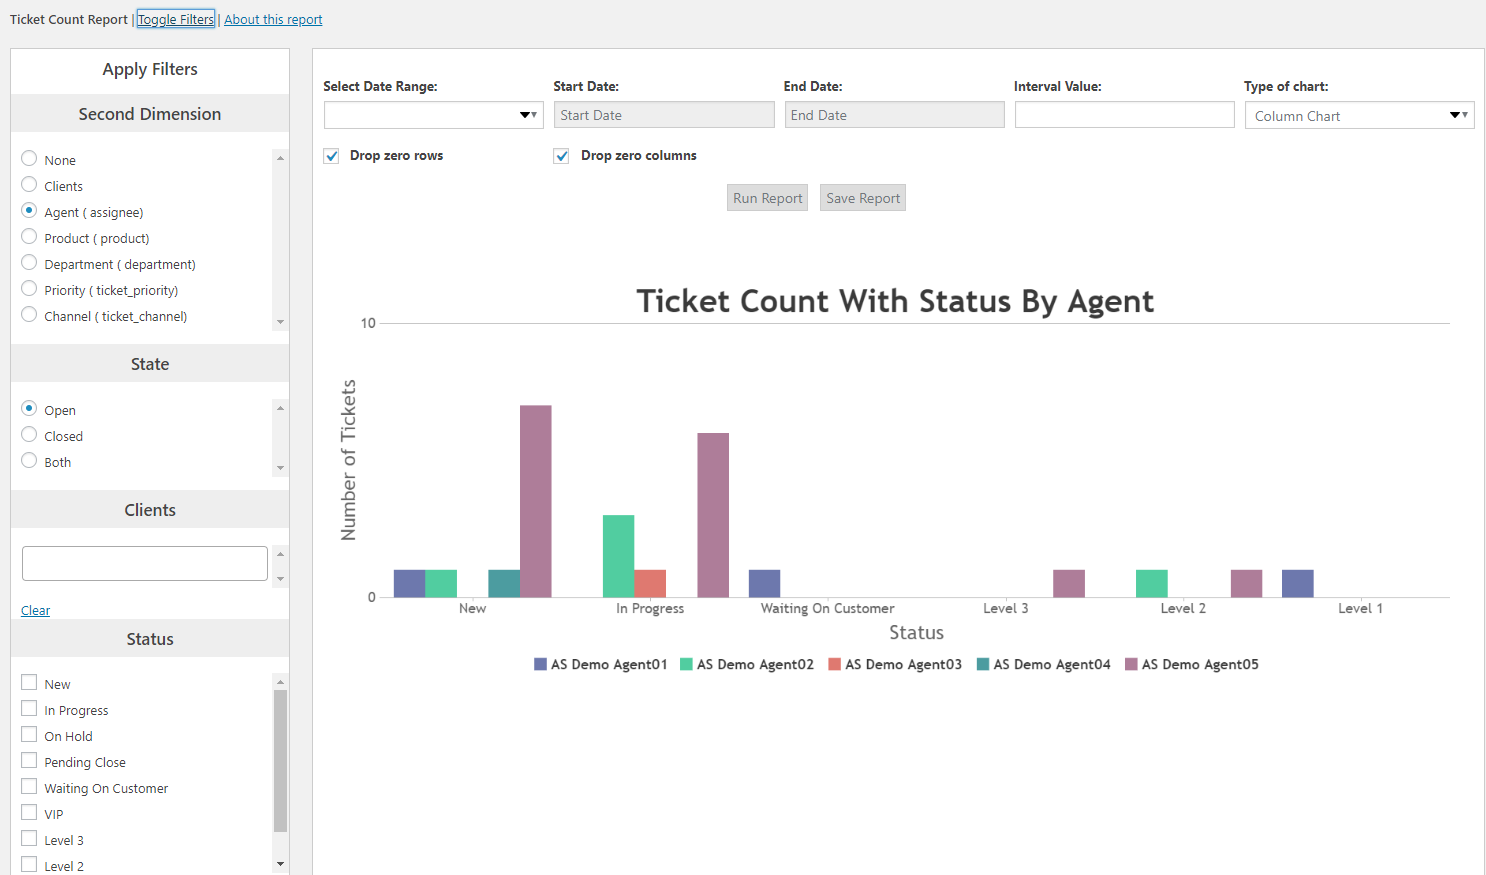 Ticket Count Report | Toggle Filters | About this report
Apply Filters
Second Dimension
None
Clients
Agent ( assignee)
Product ( product)
Department ( department)
Priority ( ticket_priority)
Channel ( ticket_channel)
State
Open
Closed
Both
Clients
Clear
Status
New
In Progress
On Hold
Pending Close
Waiting On Customer
VIP
Level 3
Level 2
Select Date Range: Start Date: End Date: Interval Value: Type of chart:
Start Date End Date Column Chart
Drop zero rows Drop zero columns
Run Report Save Report
Ticket Count With Status By Agent
10
Number of Tickets
0
New In Progress Waiting On Customer Level 3 Level 2 Level 1
Status
AS Demo Agent01 AS Demo Agent02 AS Demo Agent03 AS Demo Agent04 AS Demo Agent05